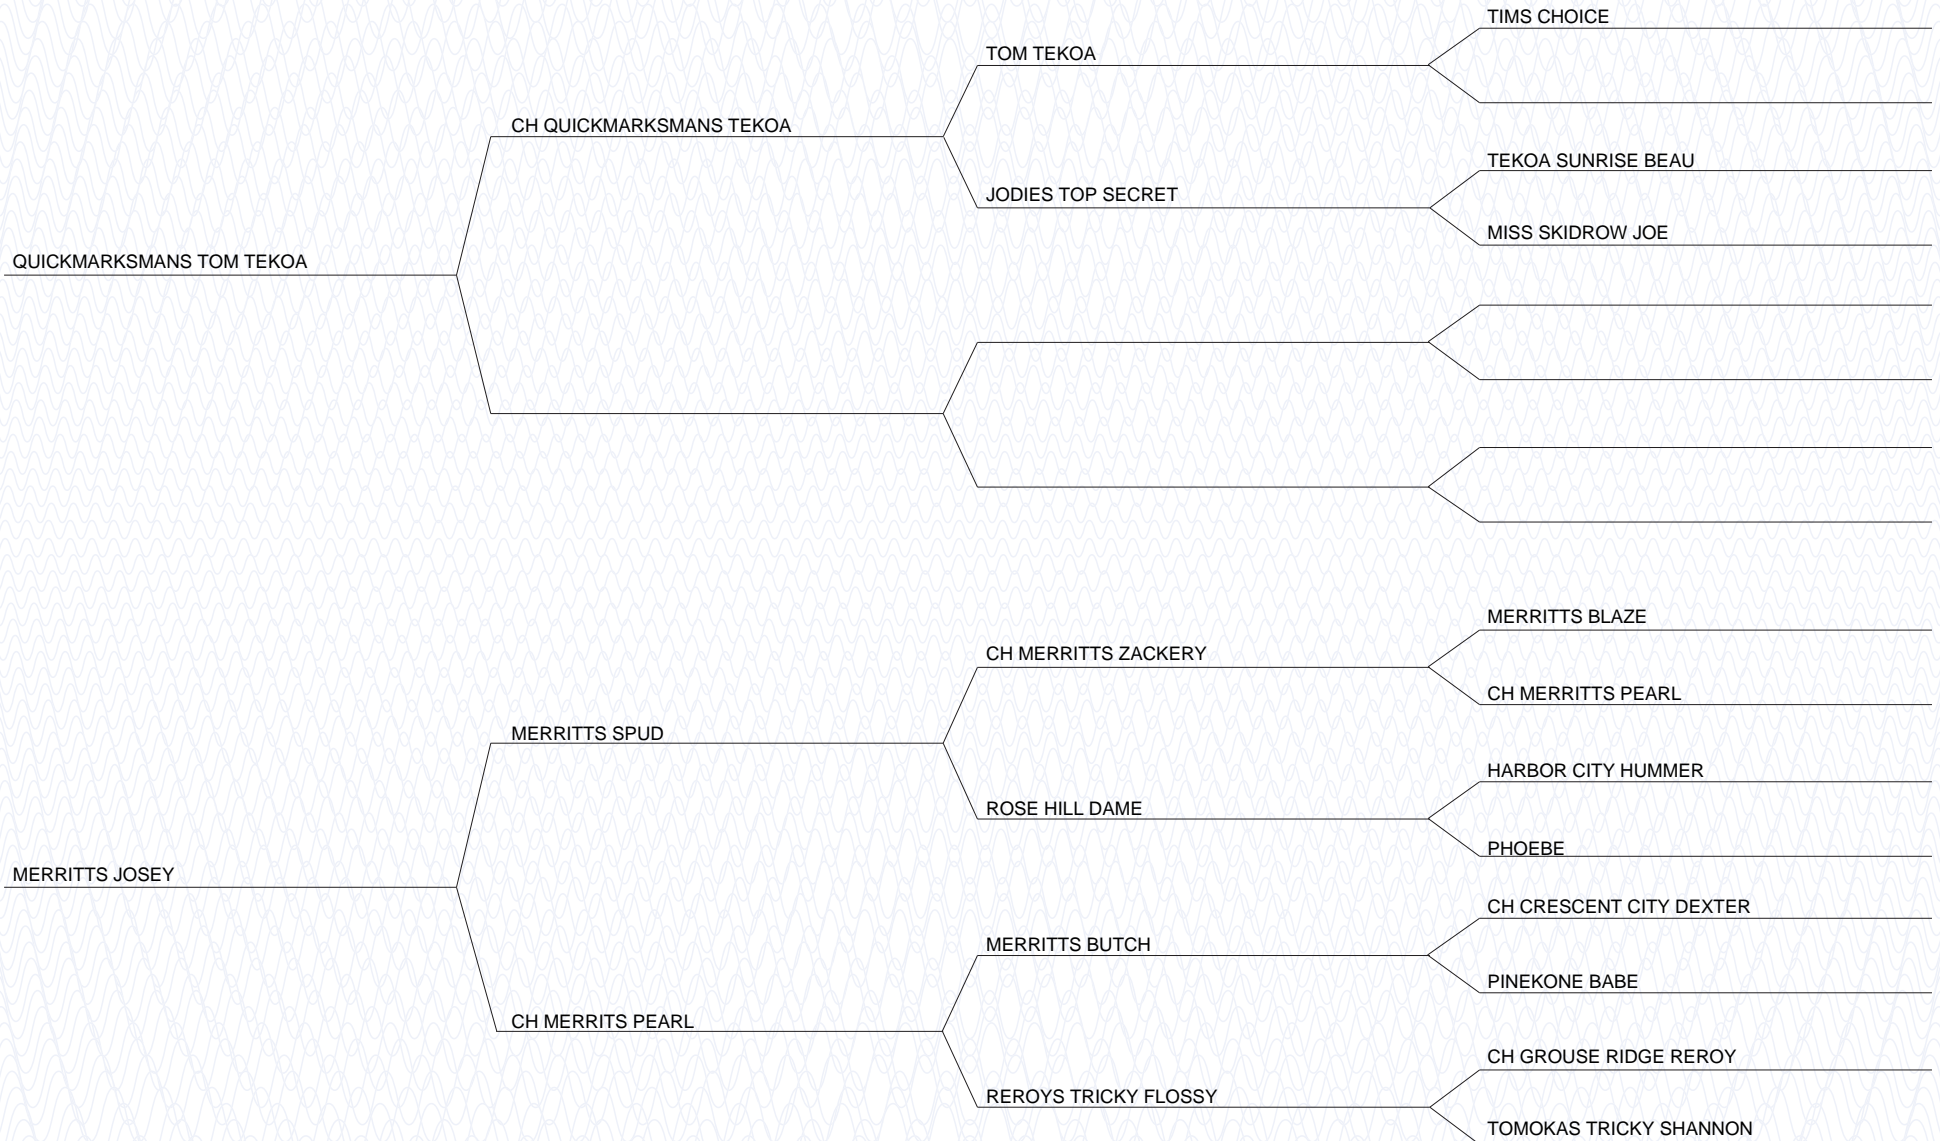 TIMS CHOICE
TOM TEKOA
CH QUICKMARKSMANS TEKOA
TEKOA SUNRISE BEAU
JODIES TOP SECRET
MISS SKIDROW JOE
QUICKMARKSMANS TOM TEKOA
MERRITTS BLAZE
CH MERRITTS ZACKERY
CH MERRITTS PEARL
MERRITTS SPUD
HARBOR CITY HUMMER
ROSE HILL DAME
PHOEBE
MERRITTS JOSEY
CH CRESCENT CITY DEXTER
MERRITTS BUTCH
PINEKONE BABE
CH MERRITS PEARL
CH GROUSE RIDGE REROY
REROYS TRICKY FLOSSY
TOMOKAS TRICKY SHANNON